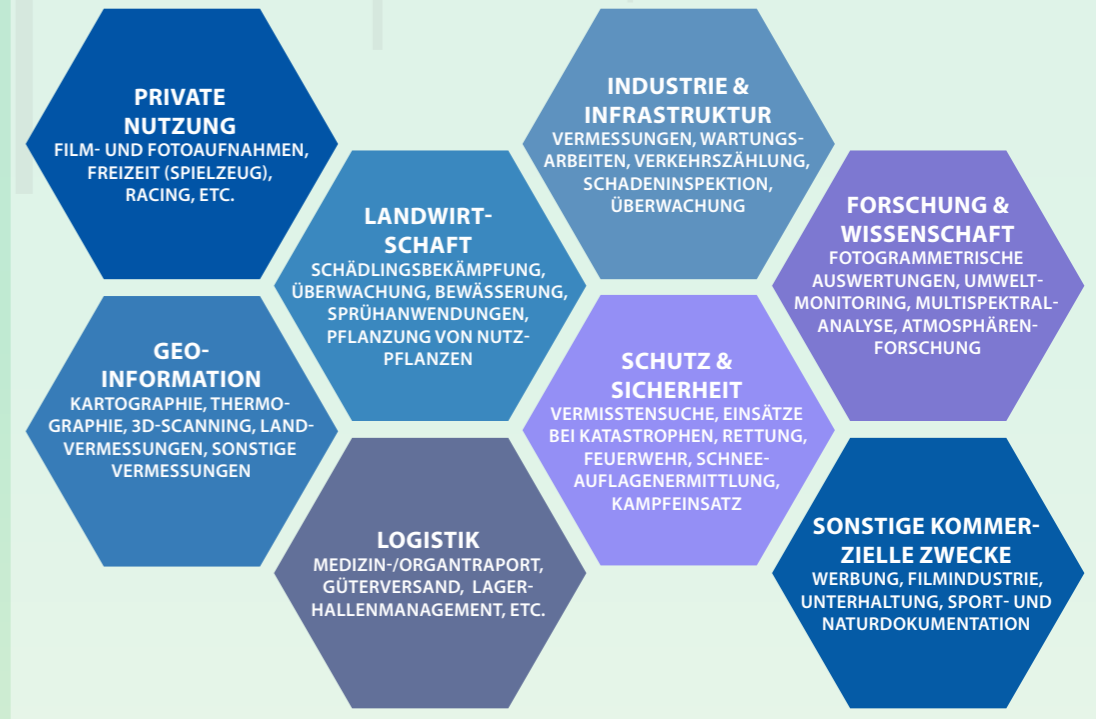 PRIVATE
NUTZUNG
FILM- UND FOTOAUFNAHMEN,
FREIZEIT (SPIELZEUG),
RACING, ETC.
INDUSTRIE &
INFRASTRUKTUR
VERMESSUNGEN, WARTUNGS-
ARBEITEN, VERKEHRSZÄHLUNG,
SCHADENINSPEKTION,
ÜBERWACHUNG
LANDWIRT-
SCHAFT
SCHÄDLINGSBEKÄMPFUNG,
ÜBERWACHUNG, BEWÄSSERUNG,
SPRÜHANWENDUNGEN,
PFLANZUNG VON NUTZ-
PFLANZEN
FORSCHUNG &
WISSENSCHAFT
FOTOGRAMMETRISCHE
AUSWERTUNGEN, UMWELT-
MONITORING, MULTISPEKTRAL-
ANALYSE, ATMOSPHÄREN-
FORSCHUNG
GEO-
INFORMATION
KARTOGRAPHIE, THERMO-
GRAPHIE, 3D-SCANNING, LAND-
VERMESSUNGEN, SONSTIGE
VERMESSUNGEN
SCHUTZ &
SICHERHEIT
VERMISSTENSUCHE, EINSÄTZE
BEI KATASTROPHEN, RETTUNG,
FEUERWEHR, SCHNEE-
AUFLAGENERMITTLUNG,
KAMPFEINSATZ
LOGISTIK
MEDIZIN-/ORGANTRAPORT,
GÜTERVERSAND, LAGER-
HALLENMANAGEMENT, ETC.
SONSTIGE KOMMER-
ZIELLE ZWECKE
WERBUNG, FILMINDUSTRIE,
UNTERHALTUNG, SPORT- UND
NATURDOKUMENTATION